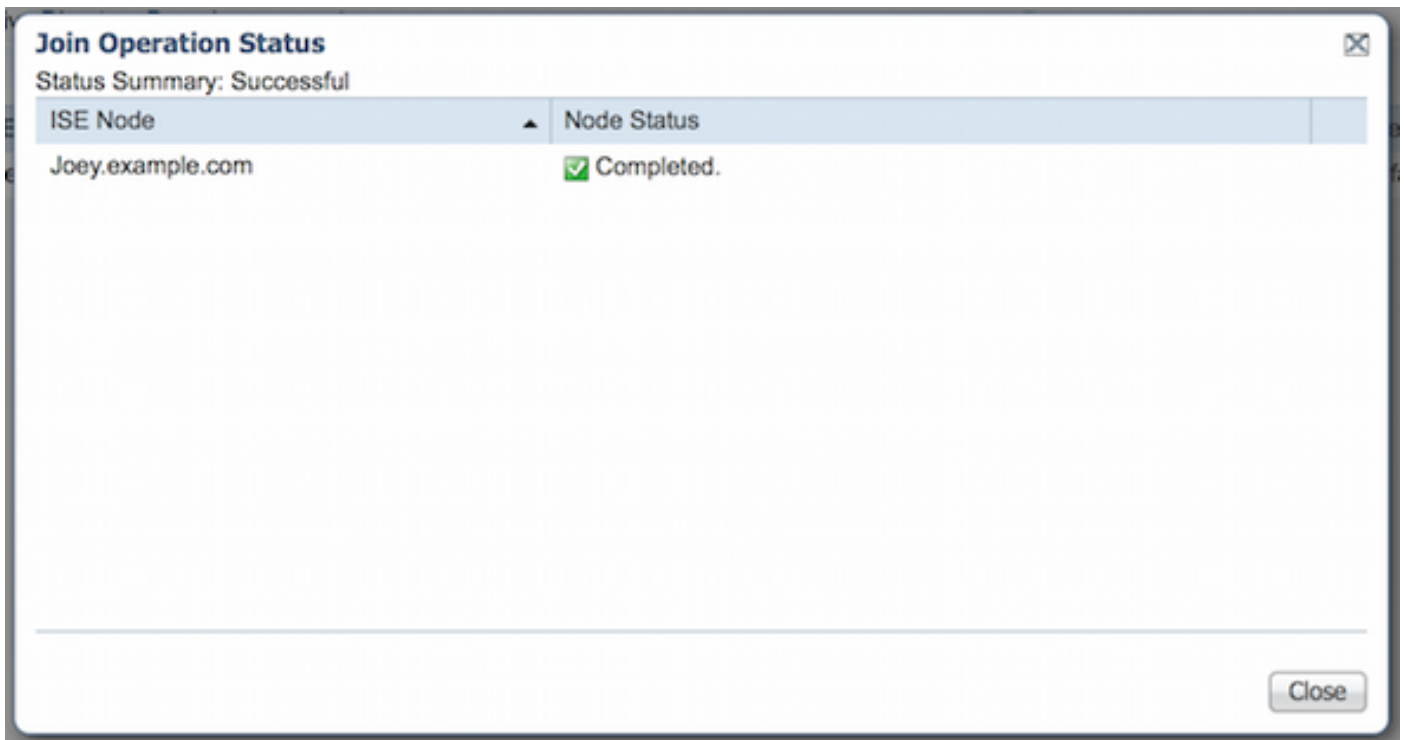 Join Operation Status
Status Summary: Successful
ISE Node Node Status
Joey.example.com Completed.
Close